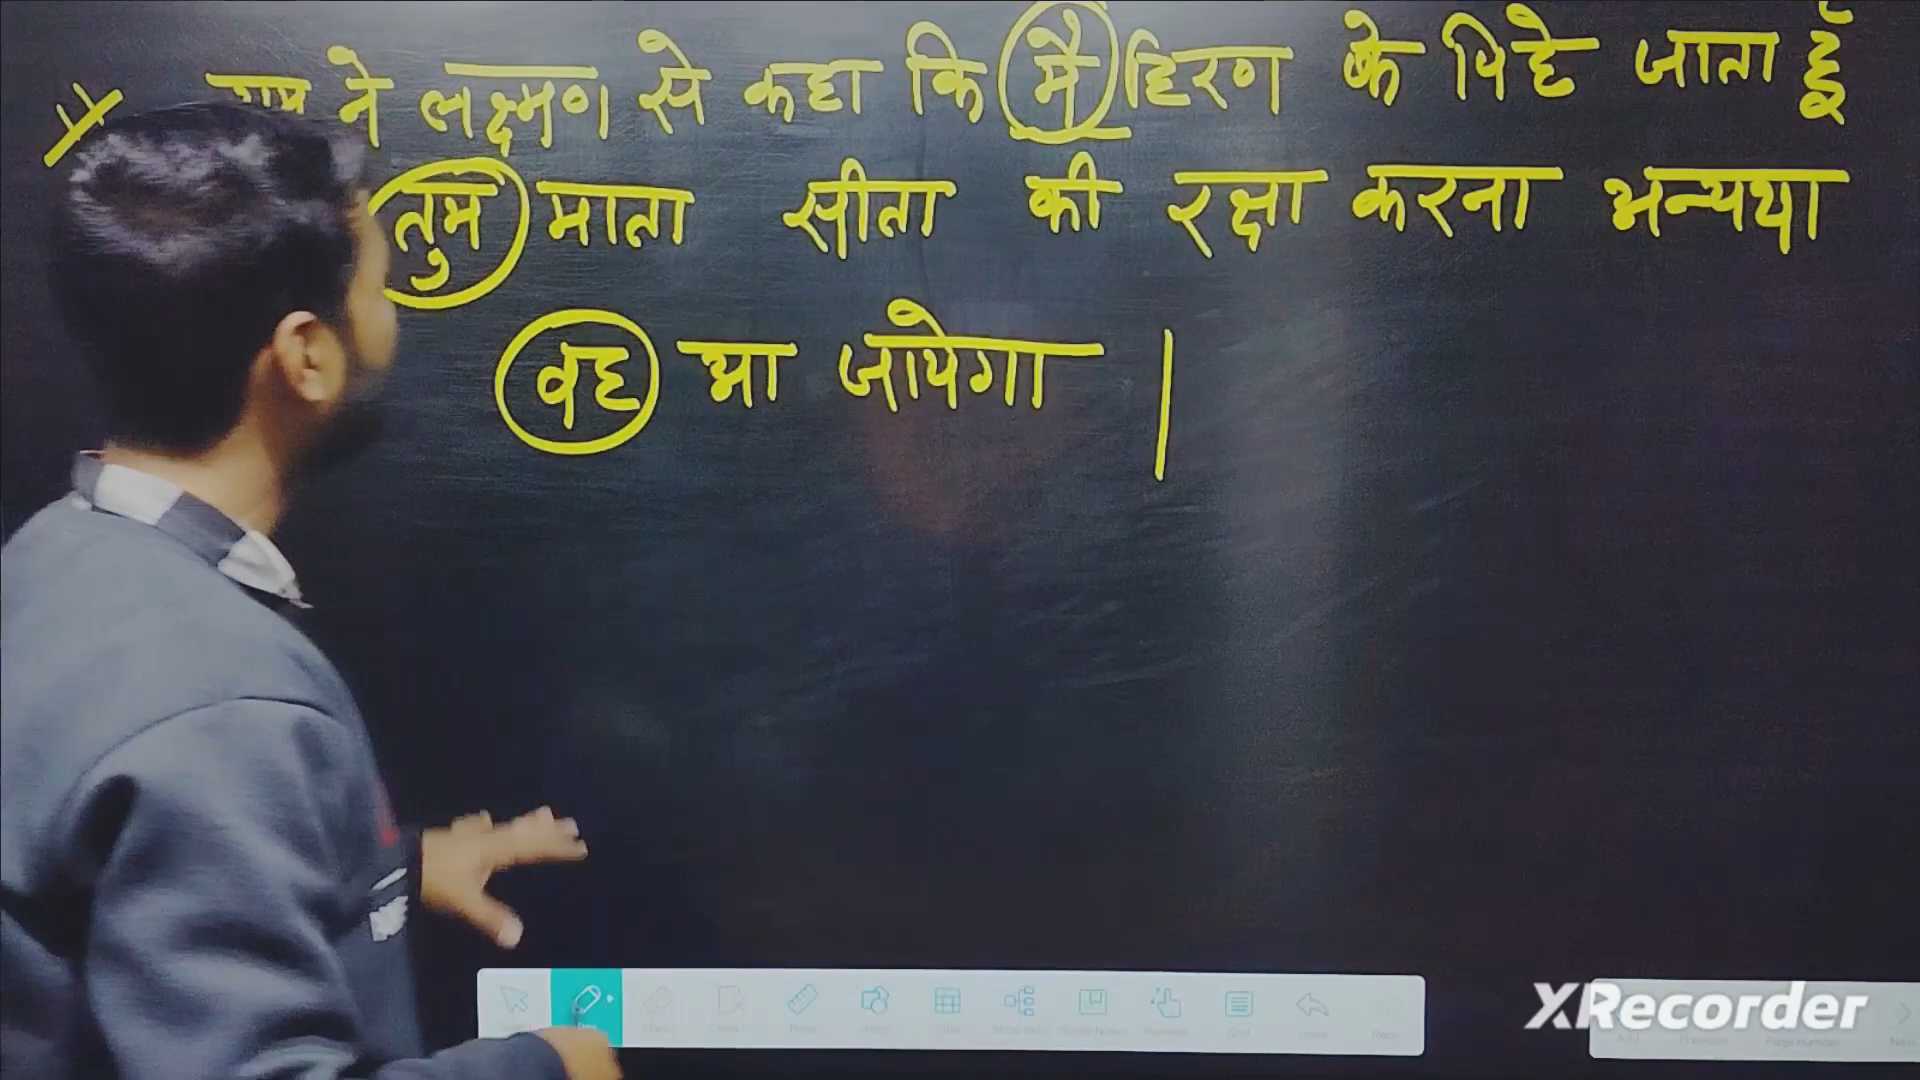 ने लक्ष्मण से कहा कि मै हिरण के पिछे जाता हूँ
तुम माता सीता की रक्षा करना अन्यथा
वह आ जायेगा |
XRecorder